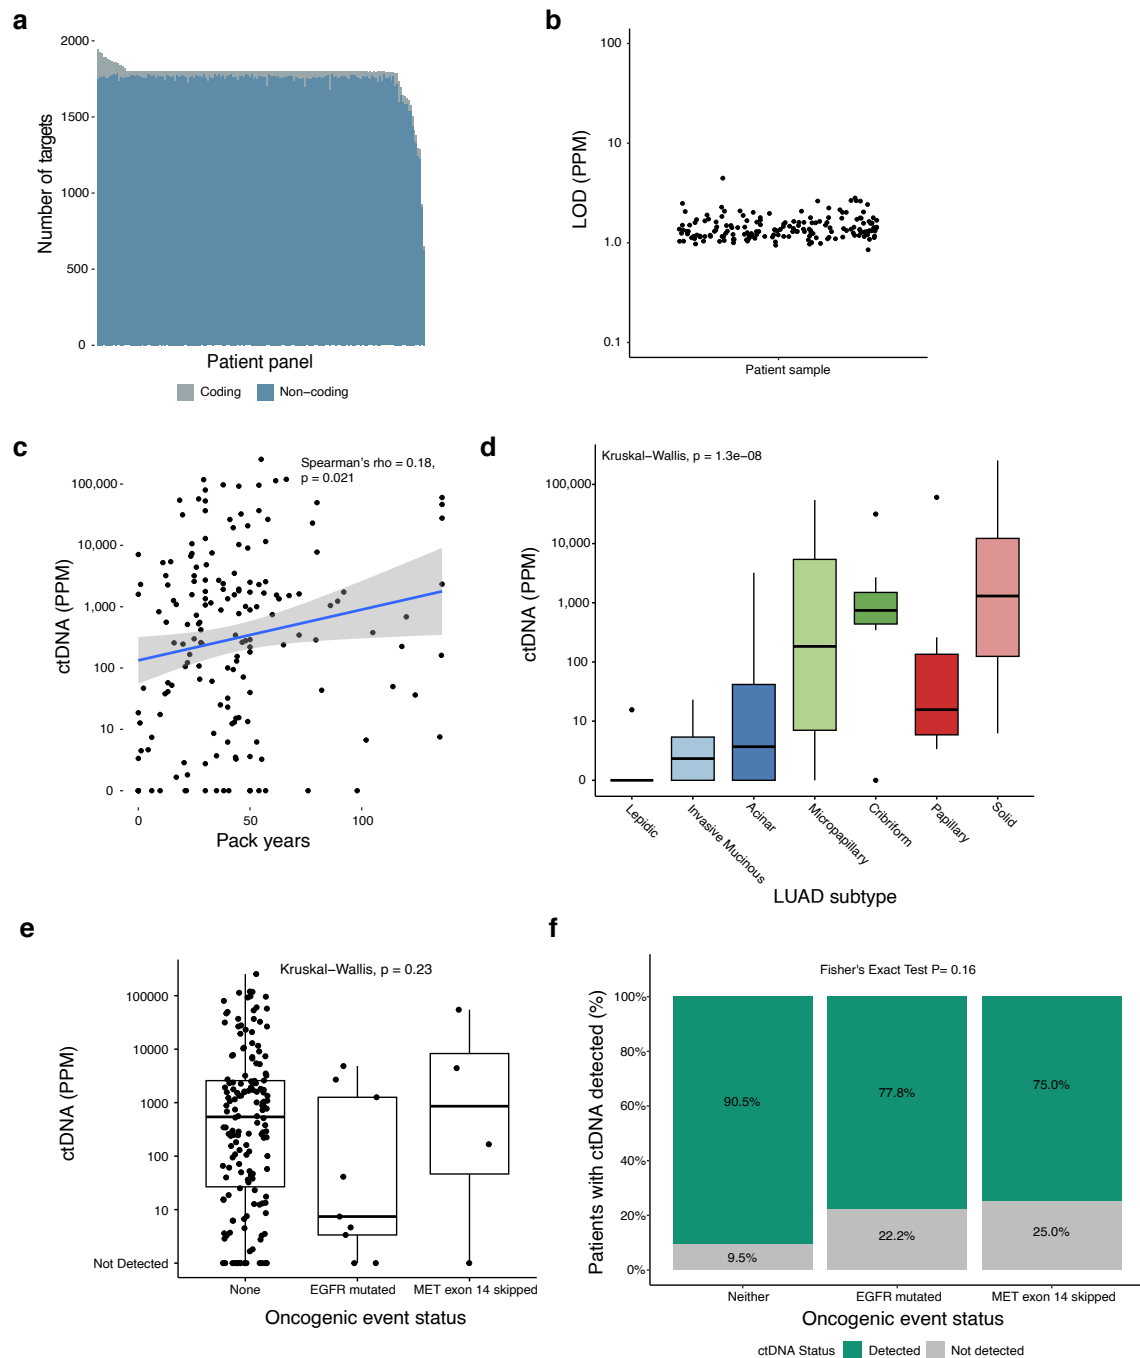 a
2000
1500
1000
500
0
Number of targets
Patient panel
Coding
Non−coding
b
100
10
1.0
0.1
LOD (PPM)
Patient sample
c
Spearman's rho = 0.18,
p = 0.021
100,000
10,000
1,000
100
10
0
ctDNA (PPM)
0
50
100
Pack years
d
Kruskal−Wallis, p = 1.3e−08
100,000
10,000
1,000
100
10
0
ctDNA (PPM)
Lepidic
Invasive Mucinous
Acinar
Micropapillary
Cribriform
Papillary
Solid
LUAD subtype
e
Kruskal−Wallis, p = 0.23
100000
10000
1000
100
10
Not Detected
ctDNA (PPM)
None
EGFR mutated
MET exon 14 skipped
Oncogenic event status
f
Fisher's Exact Test P= 0.16
100%
80%
60%
40%
20%
0%
Patients with ctDNA detected (%)
90.5%
77.8%
75.0%
9.5%
22.2%
25.0%
Neither
EGFR mutated
MET exon 14 skipped
Oncogenic event status
ctDNA Status
Detected
Not detected